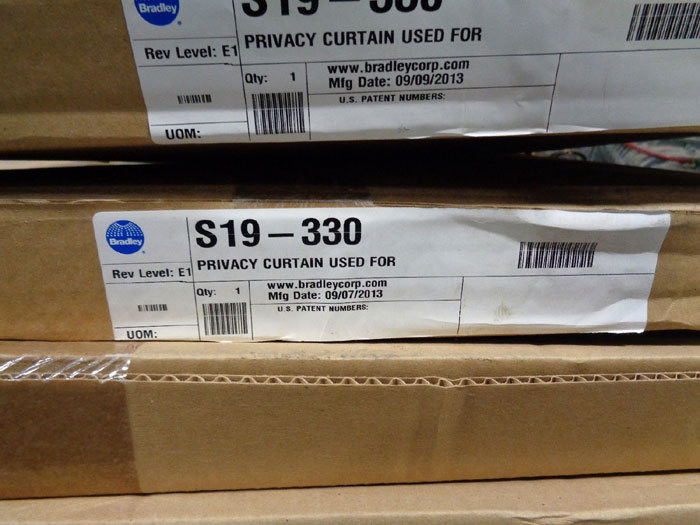 Bradley
S19-330
Rev Level: E1
PRIVACY CURTAIN USED FOR
Qty: 1
www.bradleycorp.com
Mfg Date: 09/09/2013
U.S. PATENT NUMBERS:
UOM:
Bradley
S19-330
Rev Level: E1
PRIVACY CURTAIN USED FOR
Qty: 1
www.bradleycorp.com
Mfg Date: 09/07/2013
U.S. PATENT NUMBERS:
UOM: